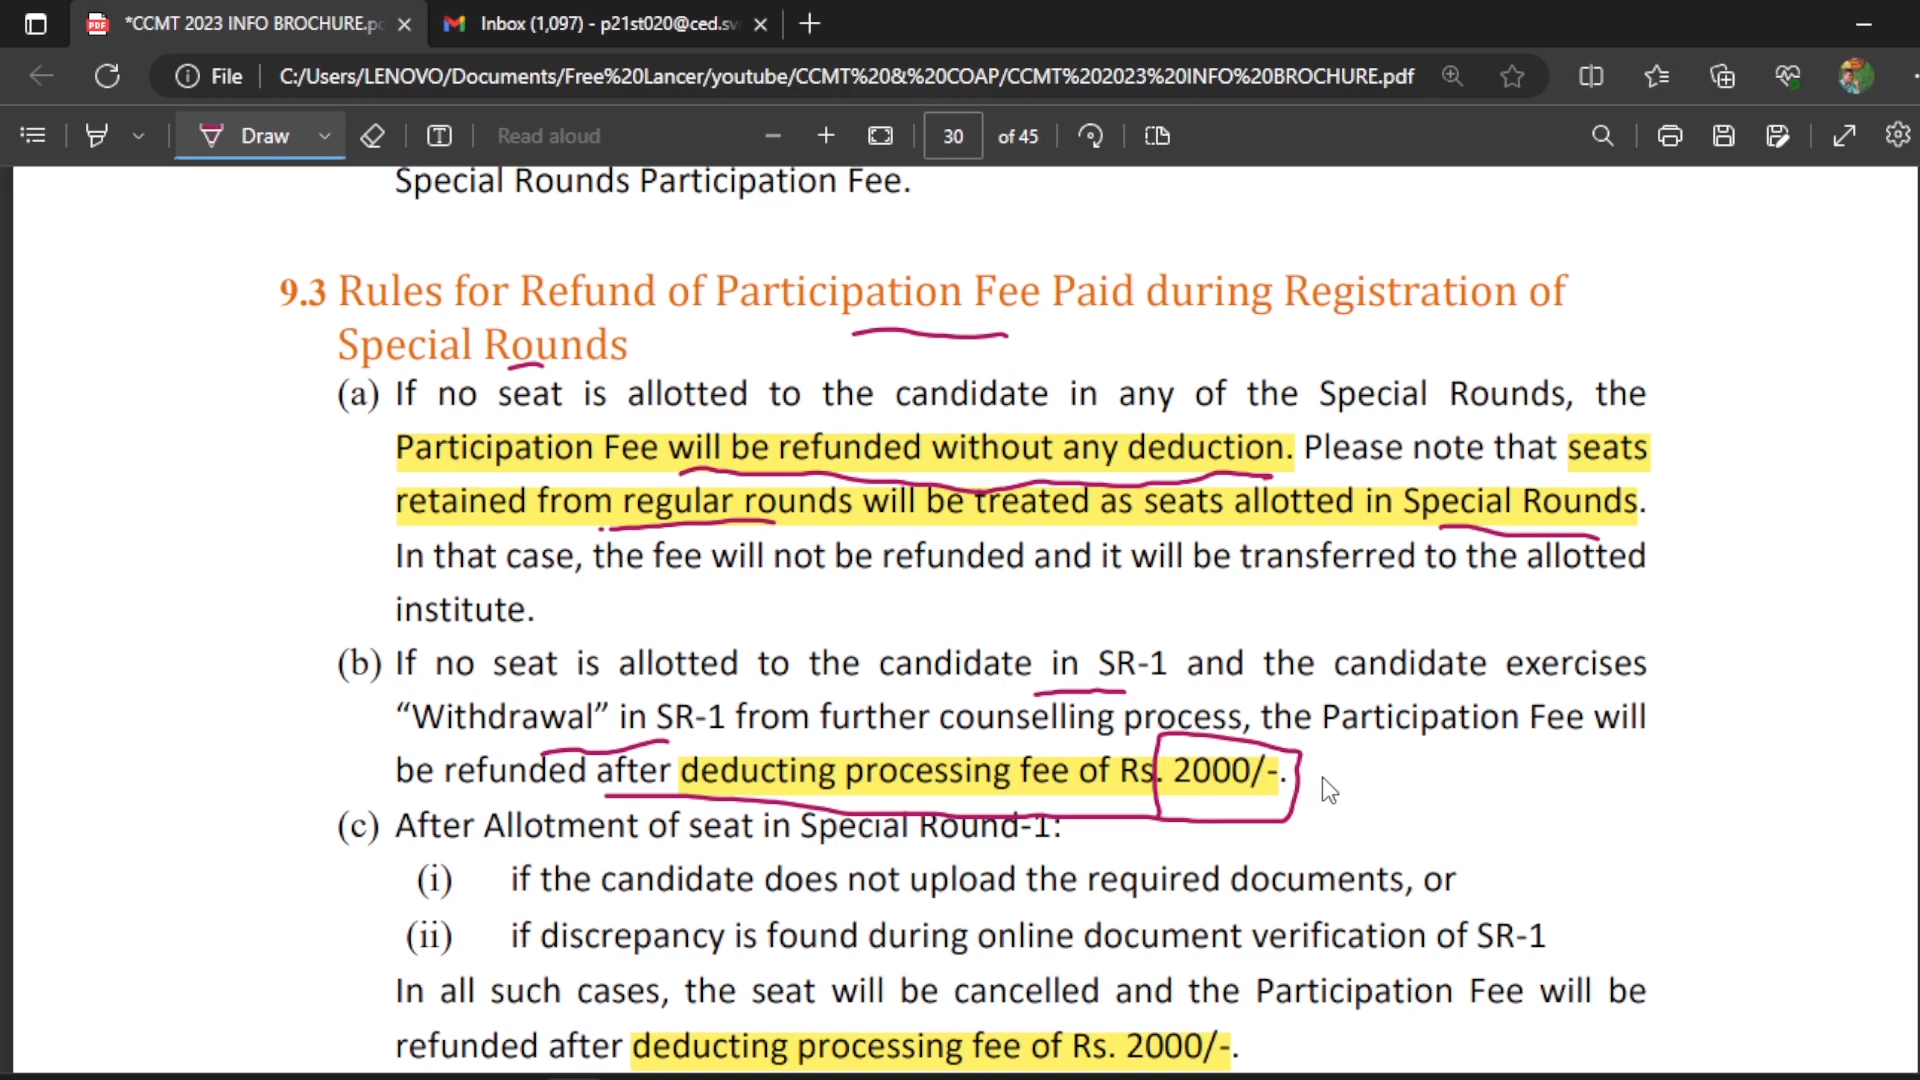 *CCMT 2023 INFO BROCHURE.p
Inbox (1,097) - p21st020@ced.sv
File
C:/Users/LENOVO/Documents/Free%20Lancer/youtube/CCMT%20&%20COAP/CCMT%202023%20INFO%20BROCHURE.pdf
Draw
Read aloud
30 of 45
Special Rounds Participation Fee.
9.3 Rules for Refund of Participation Fee Paid during Registration of
Special Rounds
(a) If no seat is allotted to the candidate in any of the Special Rounds, the
Participation Fee will be refunded without any deduction. Please note that seats
retained from regular rounds will be treated as seats allotted in Special Rounds.
In that case, the fee will not be refunded and it will be transferred to the allotted
institute.
(b) If no seat is allotted to the candidate in SR-1 and the candidate exercises
“Withdrawal” in SR-1 from further counselling process, the Participation Fee will
be refunded after deducting processing fee of Rs. 2000/-.
(c) After Allotment of seat in Special Round-1:
(i) if the candidate does not upload the required documents, or
(ii) if discrepancy is found during online document verification of SR-1
In all such cases, the seat will be cancelled and the Participation Fee will be
refunded after deducting processing fee of Rs. 2000/-.